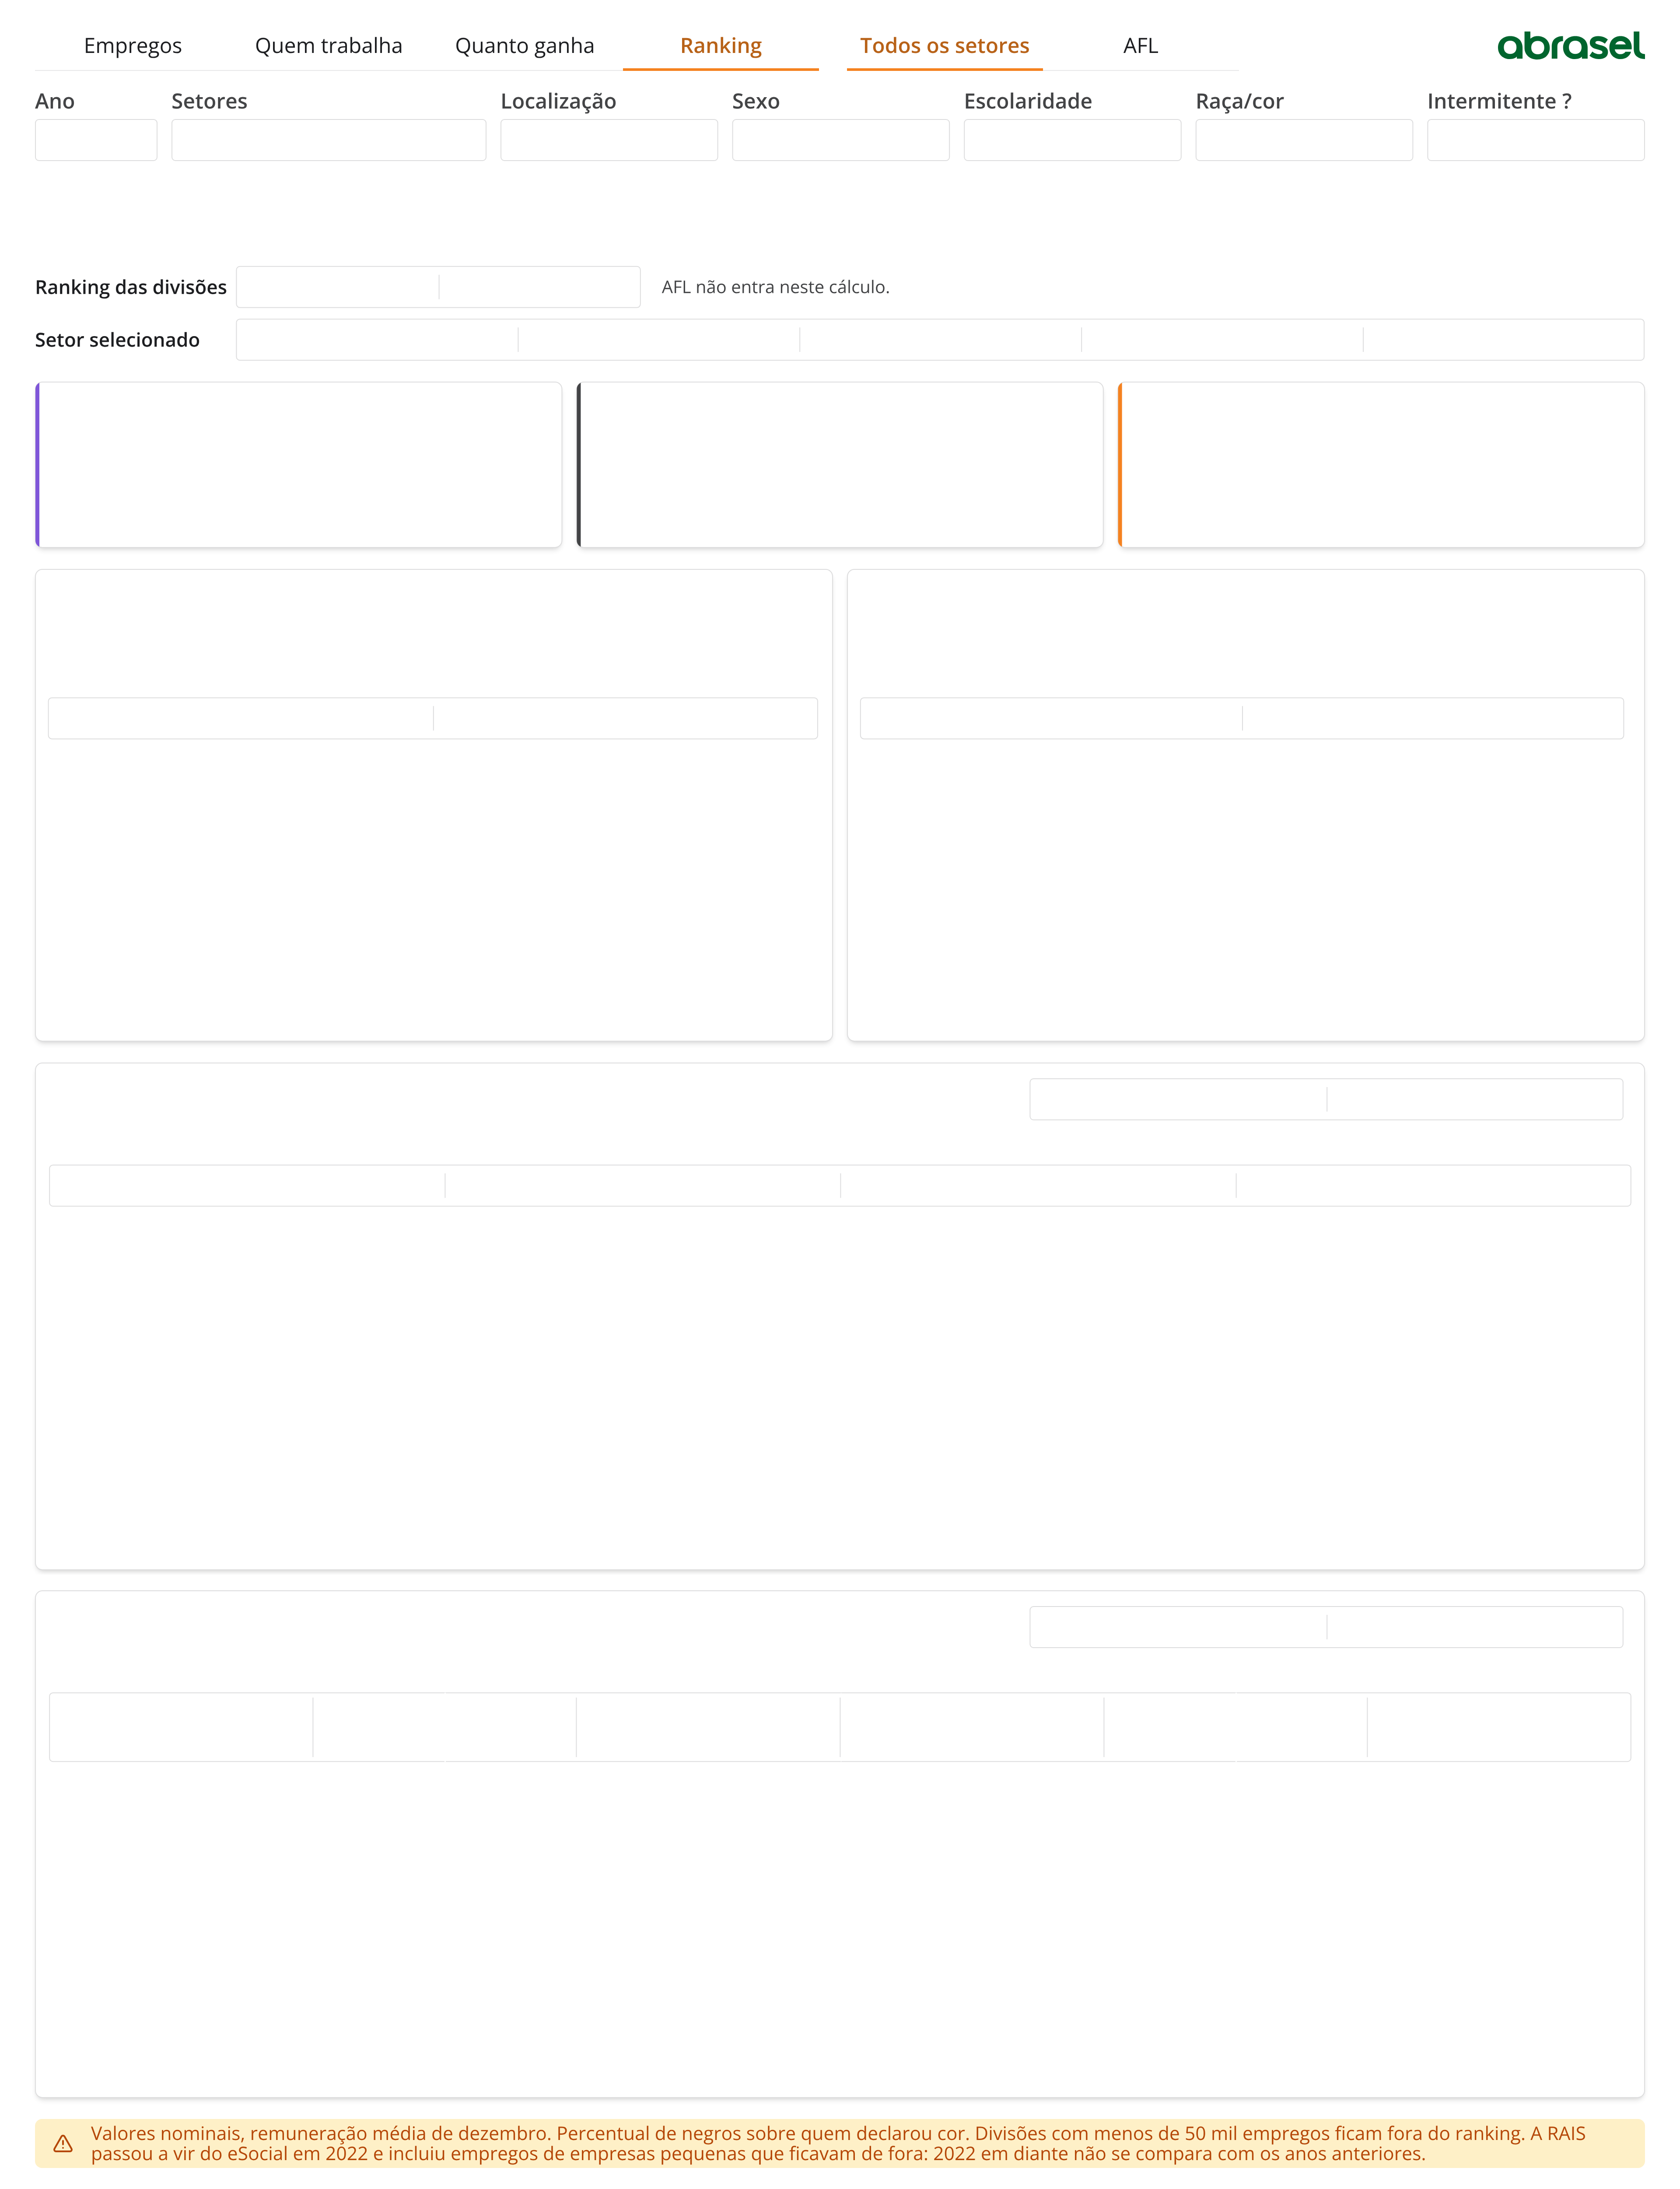 Empregos
Quem trabalha
Quanto ganha
Ranking
Todos os setores
AFL
abrasel
Ano
Setores
Localização
Sexo
Escolaridade
Raça/cor
Intermitente ?
Ranking das divisões
AFL não entra neste cálculo.
Setor selecionado
Valores nominais, remuneração média de dezembro. Percentual de negros sobre quem declarou cor. Divisões com menos de 50 mil empregos ficam fora do ranking. A RAIS
passou a vir do eSocial em 2022 e incluiu empregos de empresas pequenas que ficavam de fora: 2022 em diante não se compara com os anos anteriores.